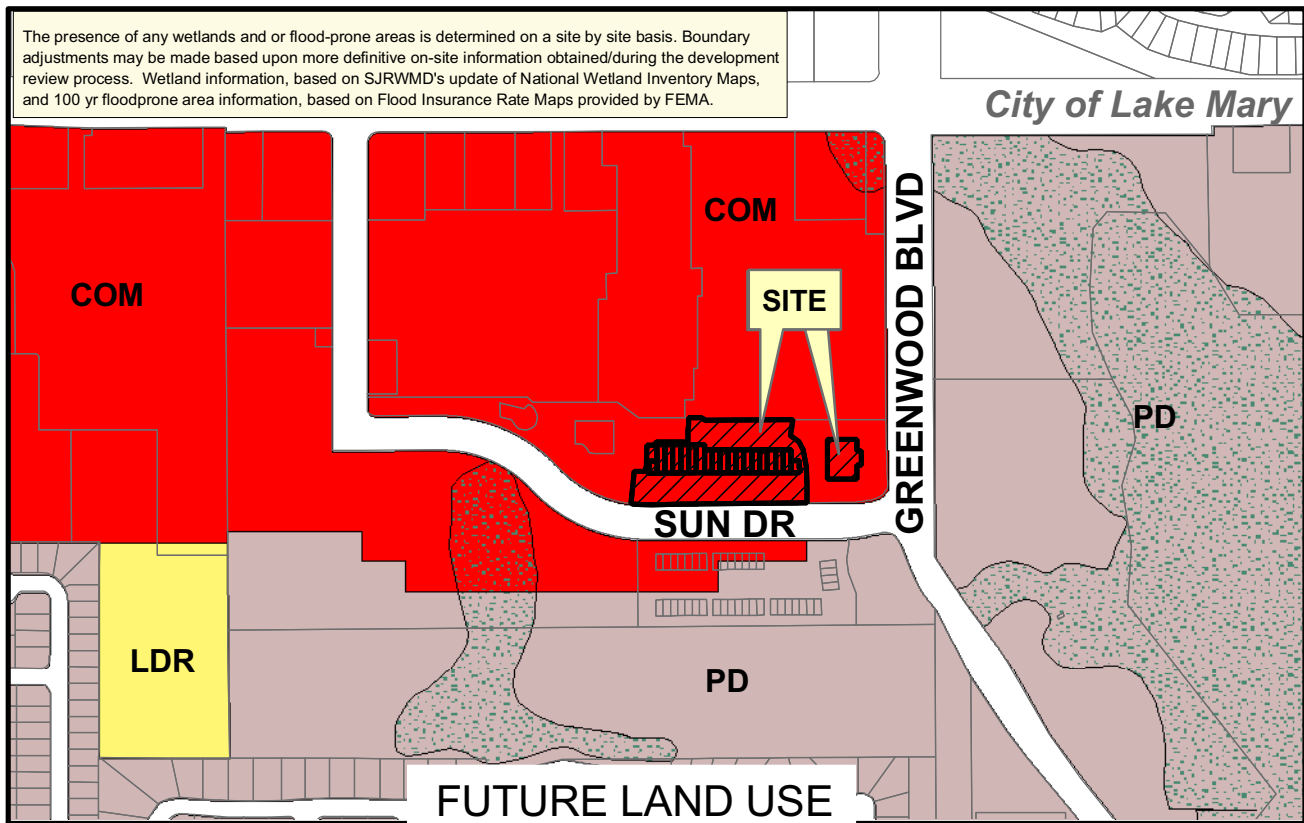 The presence of any wetlands and or flood-prone areas is determined on a site by site basis. Boundary
adjustments may be made based upon more definitive on-site information obtained/during the development
review process.  Wetland information, based on SJRWMD's update of National Wetland Inventory Maps,
and 100 yr floodprone area information, based on Flood Insurance Rate Maps provided by FEMA.
City of Lake Mary
COM
COM
SITE
GREENWOOD BLVD
PD
SUN DR
LDR
PD
FUTURE LAND USE